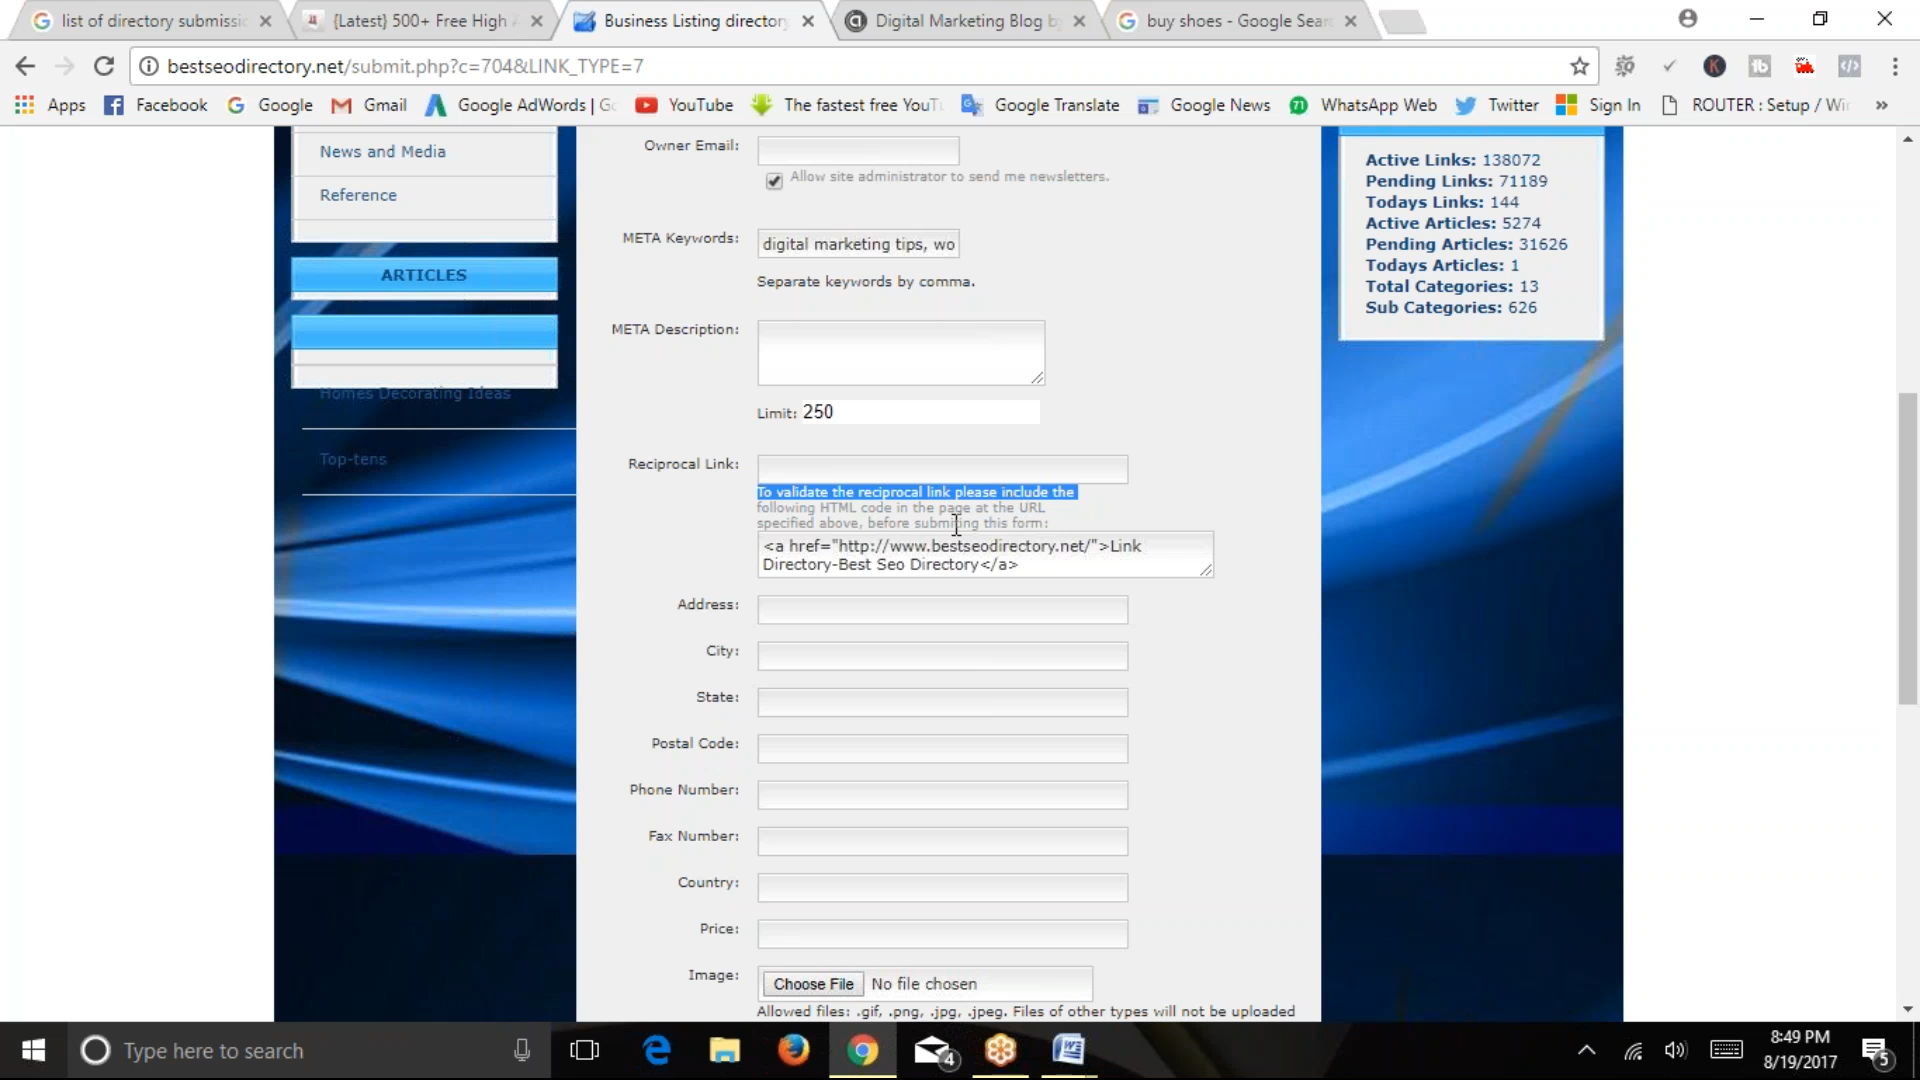 list of directory submissi
{Latest} 500+ Free High
Business Listing directory
Digital Marketing Blog b
buy shoes - Google Sear
bestseodirectory.net/submit.php?c=704&LINK_TYPE=7
Apps
Facebook
Google
Gmail
Google AdWords | G
YouTube
The fastest free YouT
Google Translate
Google News
71
WhatsApp Web
Twitter
Sign In
ROUTER : Setup / Wi
»
News and Media
Reference
ARTICLES
Homes Decorating Ideas
Top-tens
Owner Email:
Allow site administrator to send me newsletters.
META Keywords:
digital marketing tips, wo
Separate keywords by comma.
META Description:
Limit: 250
Reciprocal Link:
To validate the reciprocal link please include the
following HTML code in the page at the URL
specified above, before submiting this form:
<a href="http://www.bestseodirectory.net/">Link
Directory-Best Seo Directory</a>
Address:
City:
State:
Postal Code:
Phone Number:
Fax Number:
Country:
Price:
Image:
Choose File No file chosen
Allowed files: .gif, .png, .jpg, .jpeg. Files of other types will not be uploaded
Active Links: 138072
Pending Links: 71189
Todays Links: 144
Active Articles: 5274
Pending Articles: 31626
Todays Articles: 1
Total Categories: 13
Sub Categories: 626
Type here to search
4
8:49 PM
8/19/2017
5